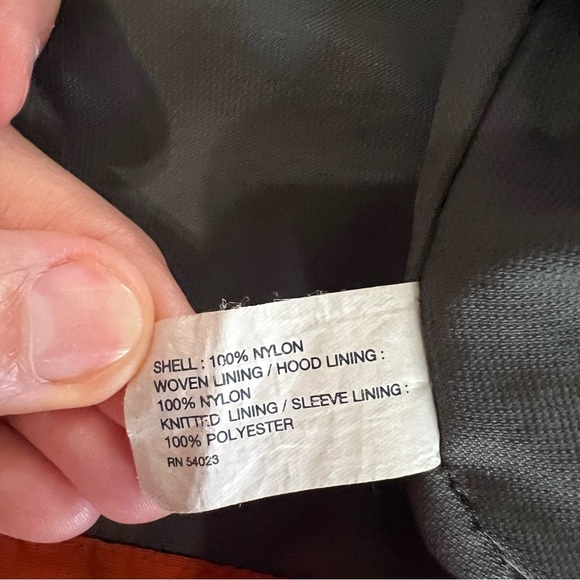 SHELL : 100% NYLON
WOVEN LINING / HOOD LINING :
100% NYLON
KNITTED LINING / SLEEVE LINING :
100% POLYESTER
RN 54023